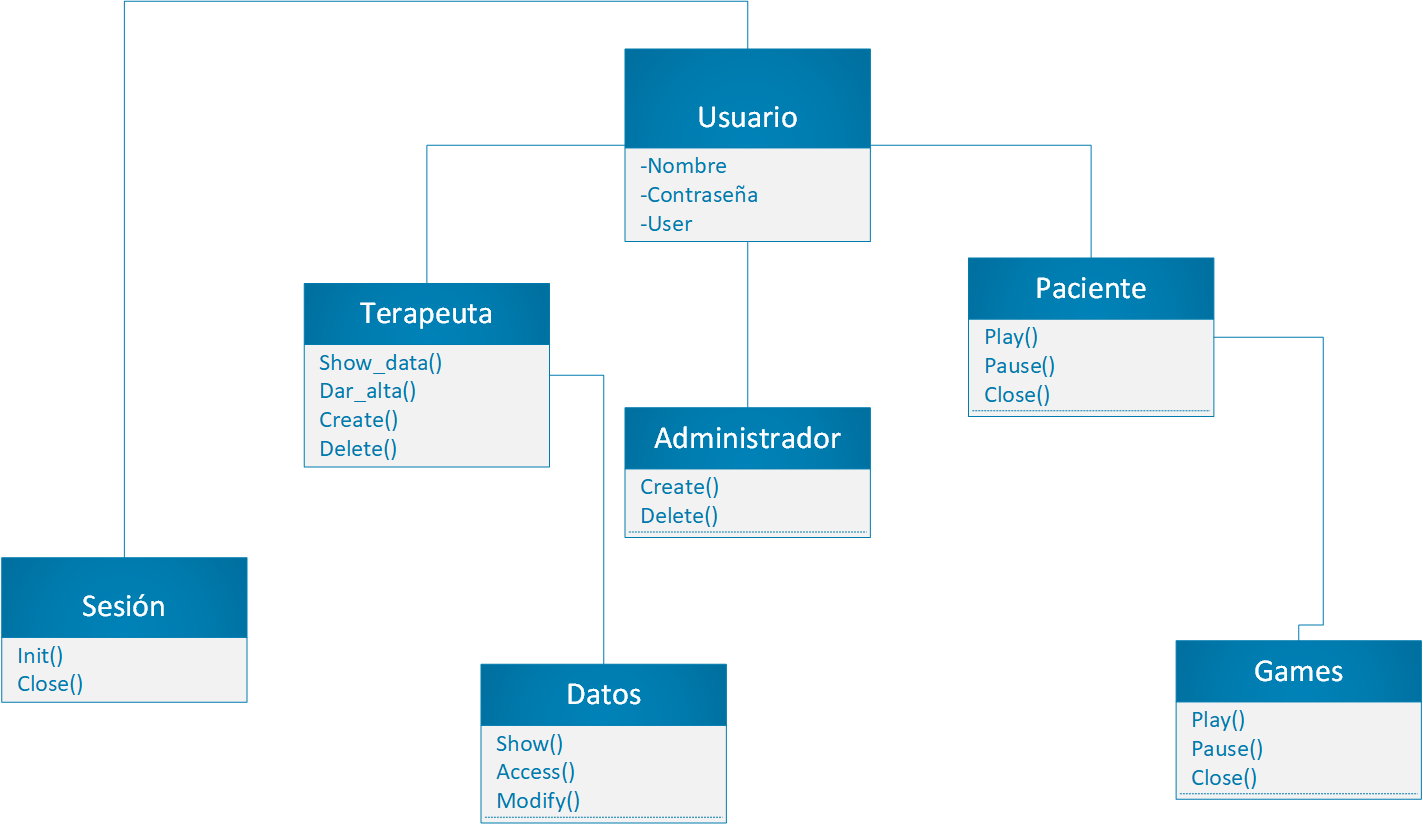 Usuario
-Nombre
-Contraseña
-User
Terapeuta
Show_data()
Dar_alta()
Create()
Delete()
Administrador
Create()
Delete()
Paciente
Play()
Pause()
Close()
Sesión
Init()
Close()
Datos
Show()
Access()
Modify()
Games
Play()
Pause()
Close()